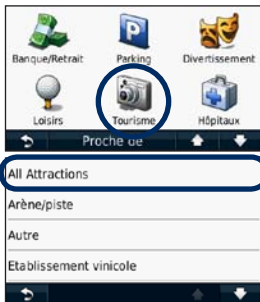 Banque/Retrait Parking Divertissement
P
Loisirs Tourisme Hôpitaux
Proche de
All Attractions
Arène/piste
Autre
Etablissement vinicole